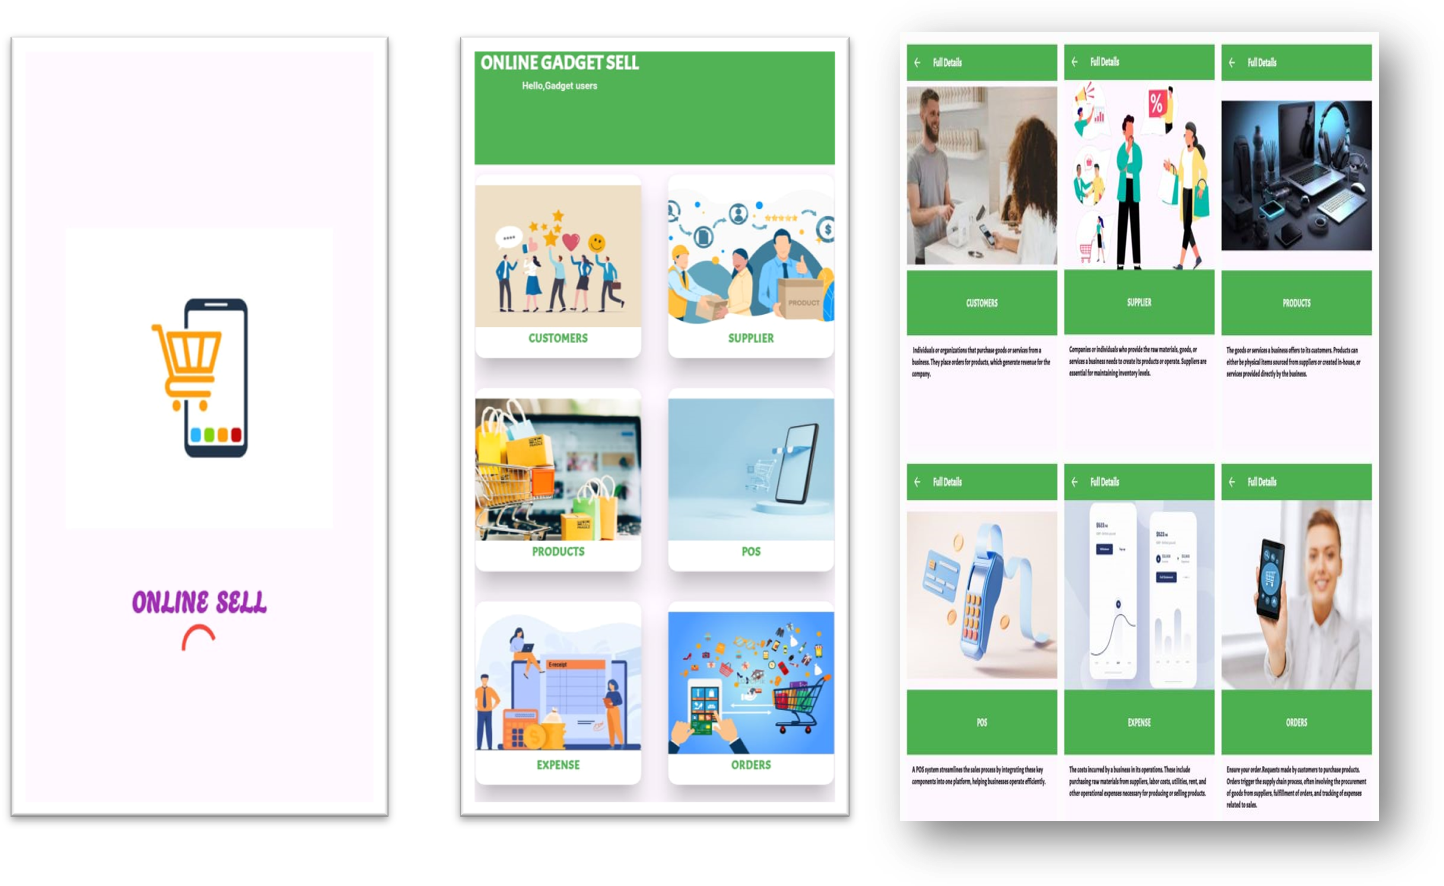 ONLINE SELL
ONLINE GADGET SELL
Hello,Gadget users
CUSTOMERS
PRODUCT
SUPPLIER
PRODUCTS
POS
E-receipt
EXPENSE
ORDERS
Full Details
CUSTOMERS
Individuals or organizations that purchase goods or services from a
business. They place orders for products, which generate revenue for the
company.
Full Details
%
SUPPLIER
Companies or individuals who provide the raw materials, goods, or
services a business needs to create its products or operate. Suppliers are
essential for maintaining inventory levels.
Full Details
PRODUCTS
The goods or services a business offers to its customers. Products can
either be physical items sourced from suppliers or created in-house, or
services provided directly by the business.
Full Details
POS
A POS system streamlines the sales process by integrating these key
components into one platform, helping businesses operate efficiently.
Full Details
EXPENSE
The costs incurred by a business in its operations. These include
purchasing raw materials from suppliers, labor costs, utilities, rent, and
other operational expenses necessary for producing or selling products.
Full Details
ORDERS
Ensure your order.Requests made by customers to purchase products.
Orders trigger the supply chain process, often involving the procurement
of goods from suppliers, fulfillment of orders, and tracking of expenses
related to sales.